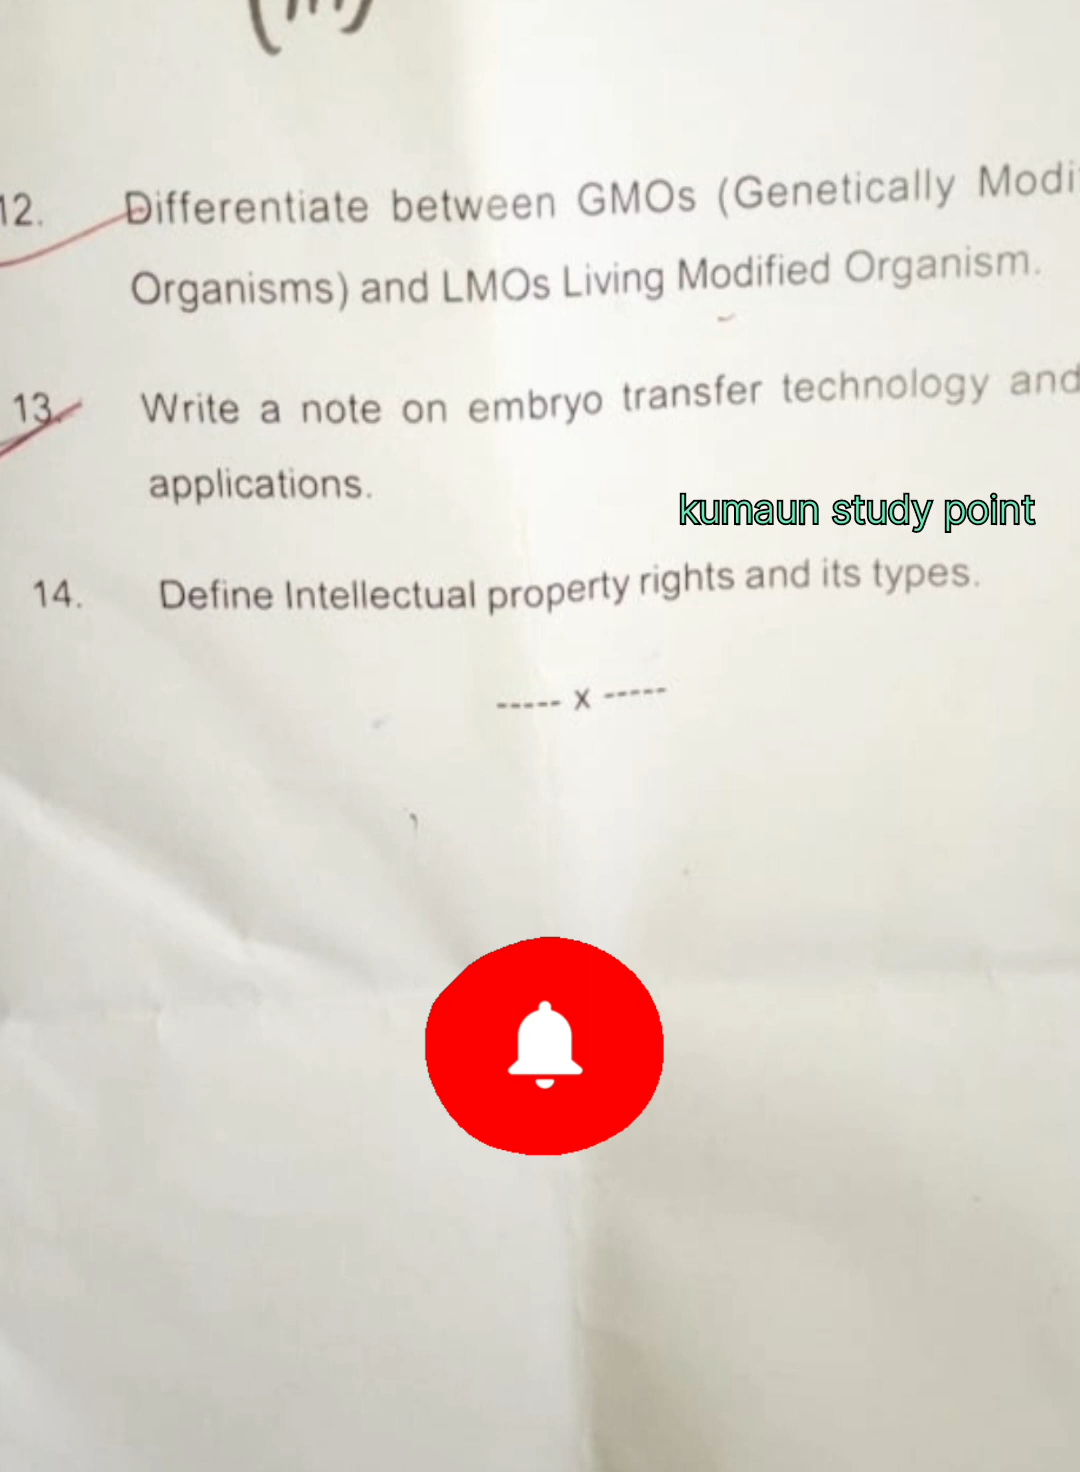 (m)
12. Differentiate between GMOs (Genetically Modi
Organisms) and LMOs Living Modified Organism.
13. Write a note on embryo transfer technology and
applications.
kumaun study point
14. Define Intellectual property rights and its types.
----- x -----